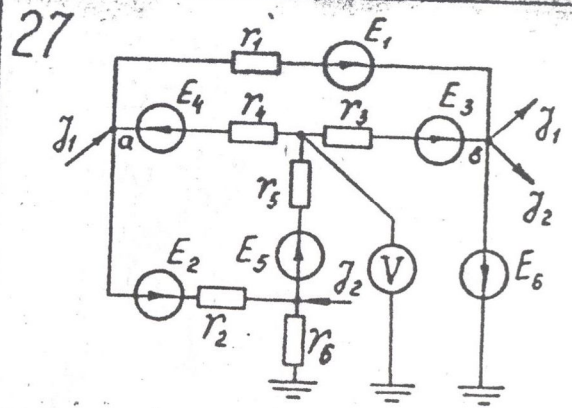 27
r₁ E₁
E₄ r₄ r₃ E₃ J₁
J₁ a в
r₅ J₂
E₂ E₅ J₂ V E₆
r₂ r₆